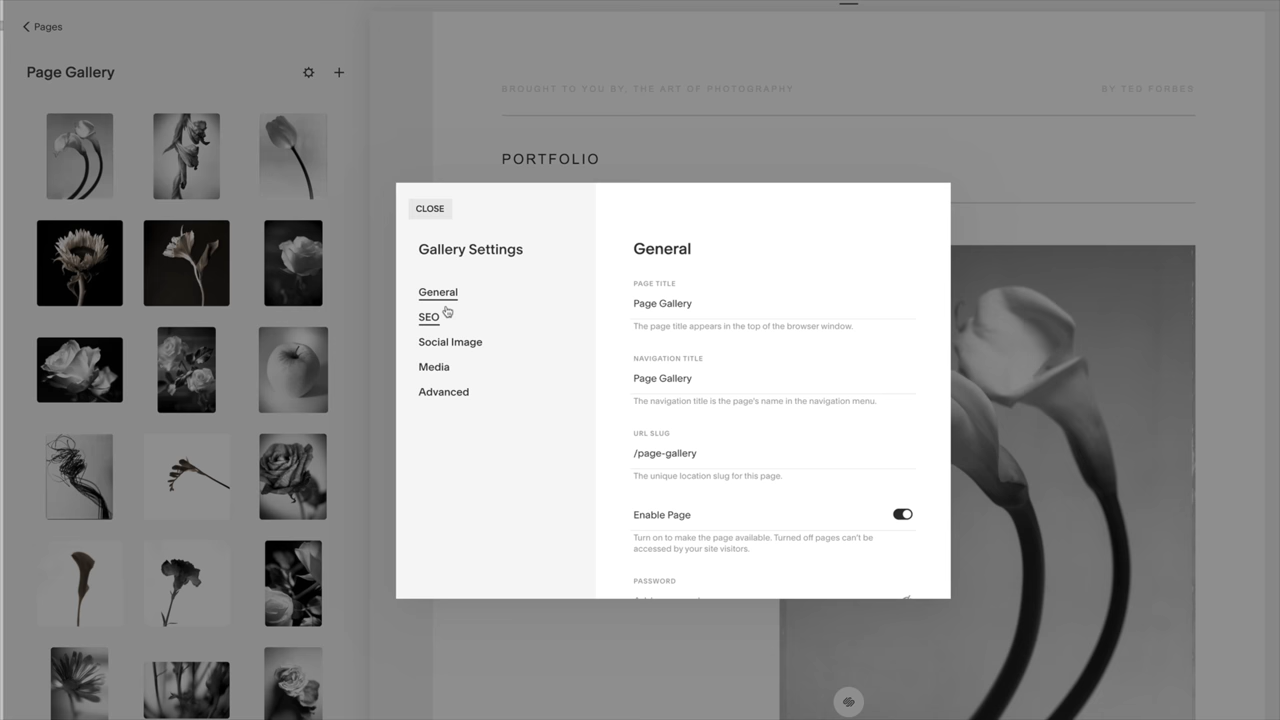 Pages
Page Gallery
BROUGHT TO YOU BY, THE ART OF PHOTOGRAPHY
BY TED FORBES
PORTFOLIO
CLOSE
Gallery Settings
General
SEO
Social Image
Media
Advanced
General
PAGE TITLE
Page Gallery
The page title appears in the top of the browser window.
NAVIGATION TITLE
Page Gallery
The navigation title is the page's name in the navigation menu.
URL SLUG
/page-gallery
The unique location slug for this page.
Enable Page
Turn on to make the page available. Turned off pages can't be
accessed by your site visitors.
PASSWORD